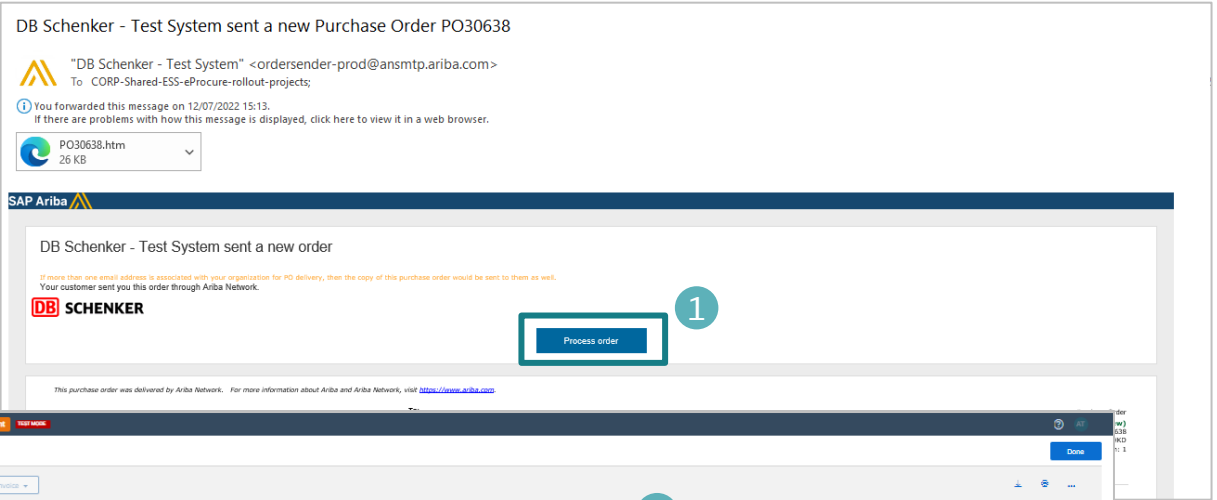 DB Schenker - Test System sent a new Purchase Order PO30638
"DB Schenker - Test System" <ordersender-prod@ansmtp.ariba.com>
To CORP-Shared-ESS-eProcure-rollout-projects;
You forwarded this message on 12/07/2022 15:13.
If there are problems with how this message is displayed, click here to view it in a web browser.
PO30638.htm
26 KB
SAP Ariba
DB Schenker - Test System sent a new order
If more than one email address is associated with your organization for PO delivery, then the copy of this purchase order would be sent to them as well.
Your customer sent you this order through Ariba Network.
DB SCHENKER
1
Process order
This purchase order was delivered by Ariba Network. For more information about Ariba and Ariba Network, visit https://www.ariba.com.
TEST MODE
AT
Done